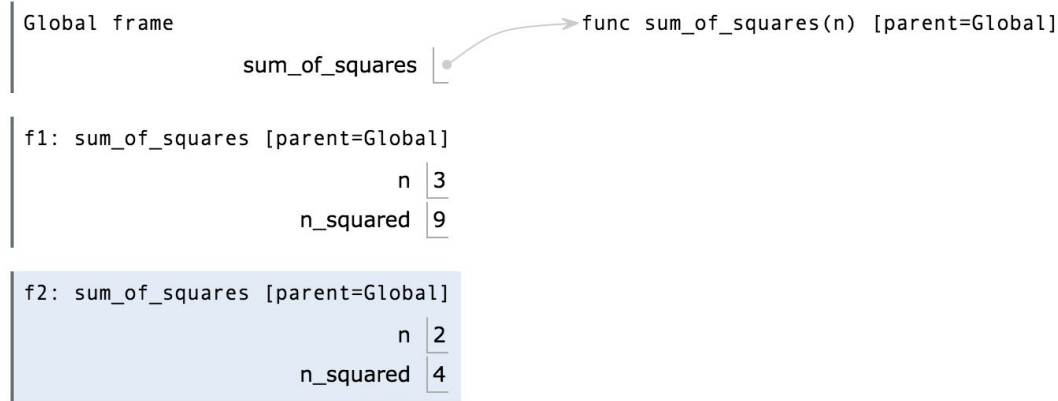 Global frame
func sum_of_squares(n) [parent=Global]
sum_of_squares
f1: sum_of_squares [parent=Global]
n 3
n_squared 9
f2: sum_of_squares [parent=Global]
n 2
n_squared 4